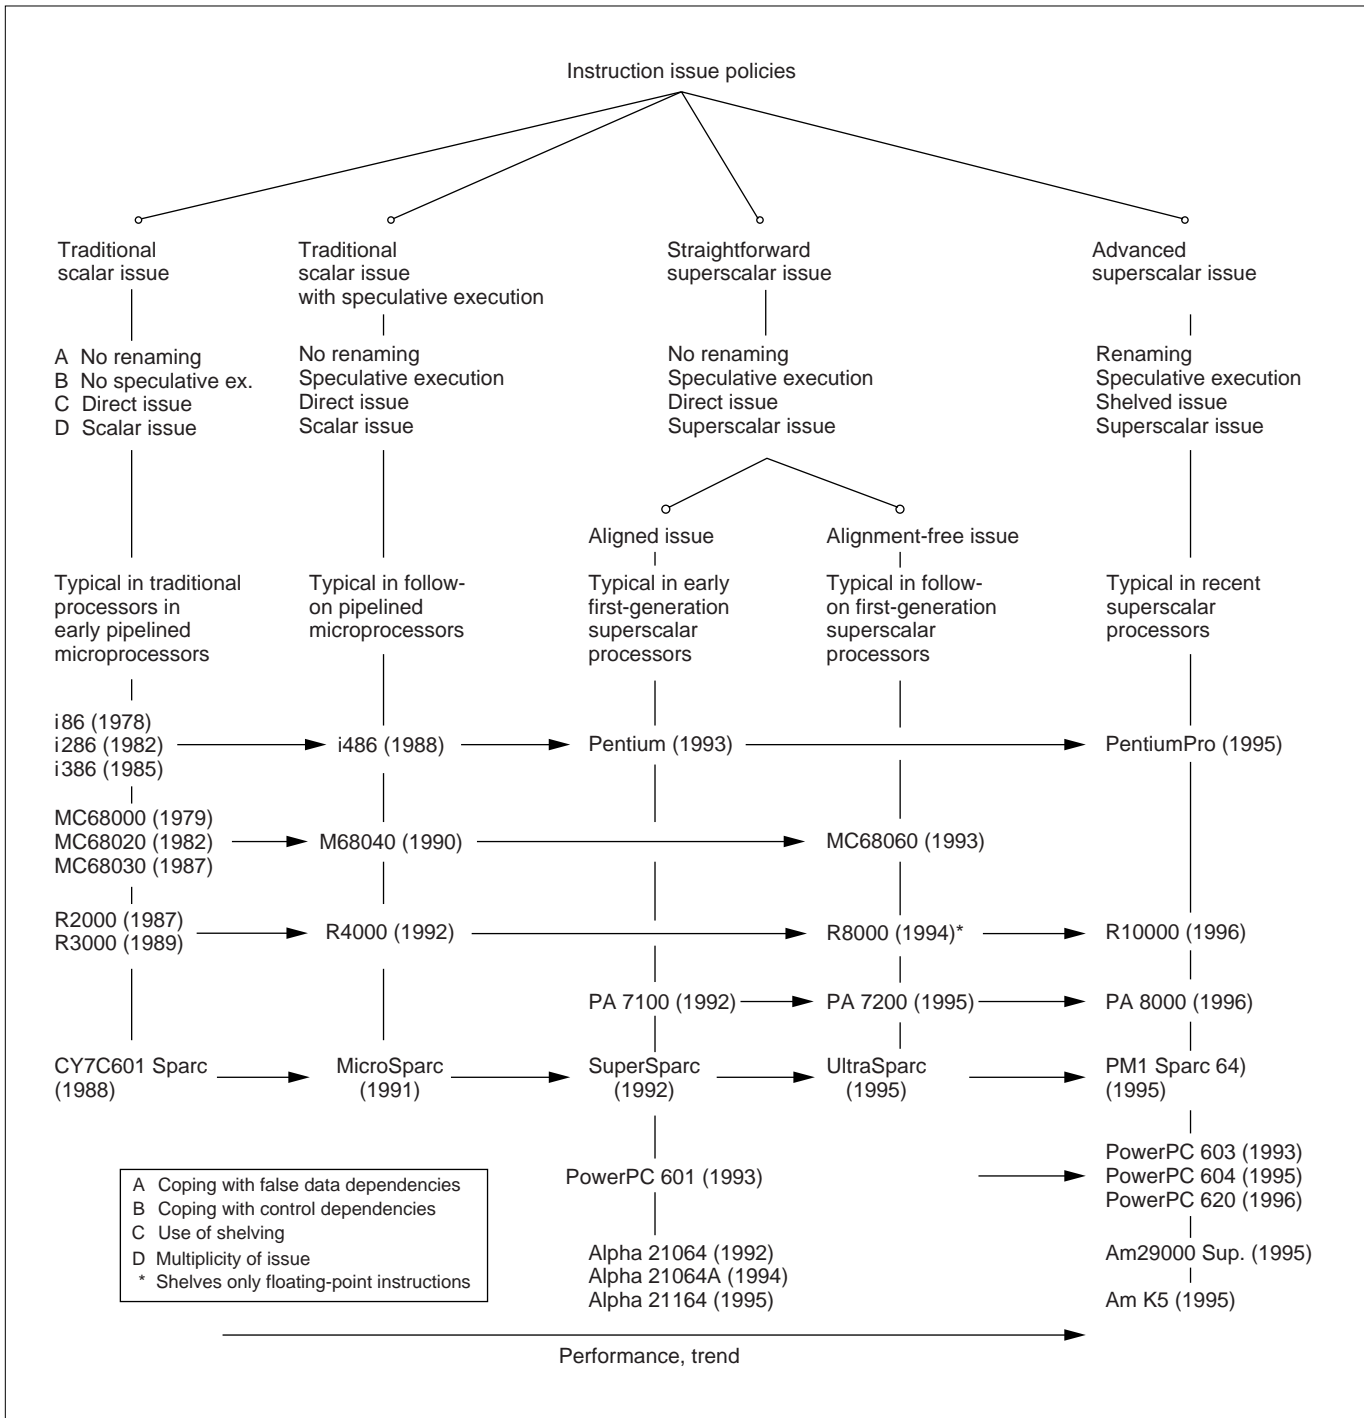 Instruction issue policies
Traditional
scalar issue
Traditional
scalar issue
with speculative execution
Straightforward
superscalar issue
Advanced
superscalar issue
A No renaming
B No speculative ex.
C Direct issue
D Scalar issue
No renaming
Speculative execution
Direct issue
Scalar issue
No renaming
Speculative execution
Direct issue
Superscalar issue
Renaming
Speculative execution
Shelved issue
Superscalar issue
Aligned issue
Alignment-free issue
Typical in traditional
processors in
early pipelined
microprocessors
Typical in follow-
on pipelined
microprocessors
Typical in early
first-generation
superscalar
processors
Typical in follow-
on first-generation
superscalar
processors
Typical in recent
superscalar
processors
i86 (1978)
i286 (1982)
i386 (1985)
i486 (1988)
Pentium (1993)
PentiumPro (1995)
MC68000 (1979)
MC68020 (1982)
MC68030 (1987)
M68040 (1990)
MC68060 (1993)
R2000 (1987)
R3000 (1989)
R4000 (1992)
R8000 (1994)*
R10000 (1996)
PA 7100 (1992)
PA 7200 (1995)
PA 8000 (1996)
CY7C601 Sparc
(1988)
MicroSparc
(1991)
SuperSparc
(1992)
UltraSparc
(1995)
PM1 Sparc 64)
(1995)
PowerPC 601 (1993)
PowerPC 603 (1993)
PowerPC 604 (1995)
PowerPC 620 (1996)
Alpha 21064 (1992)
Alpha 21064A (1994)
Alpha 21164 (1995)
Am29000 Sup. (1995)
Am K5 (1995)
A Coping with false data dependencies
B Coping with control dependencies
C Use of shelving
D Multiplicity of issue
* Shelves only floating-point instructions
Performance, trend